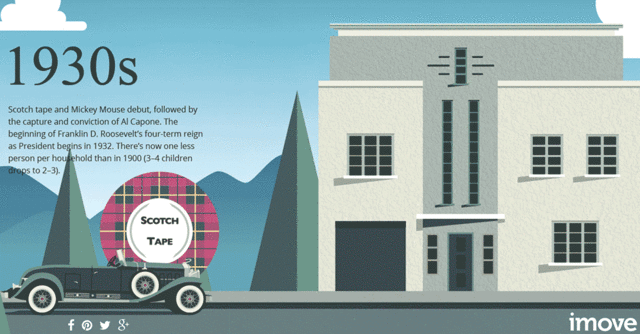 1930s
Scotch tape and Mickey Mouse debut, followed by
the capture and conviction of Al Capone. The
beginning of Franklin D. Roosevelt's four-term reign
as President begins in 1932. There's now one less
person per household than in 1900 (3–4 children
drops to 2–3).
SCOTCH
TAPE
imove